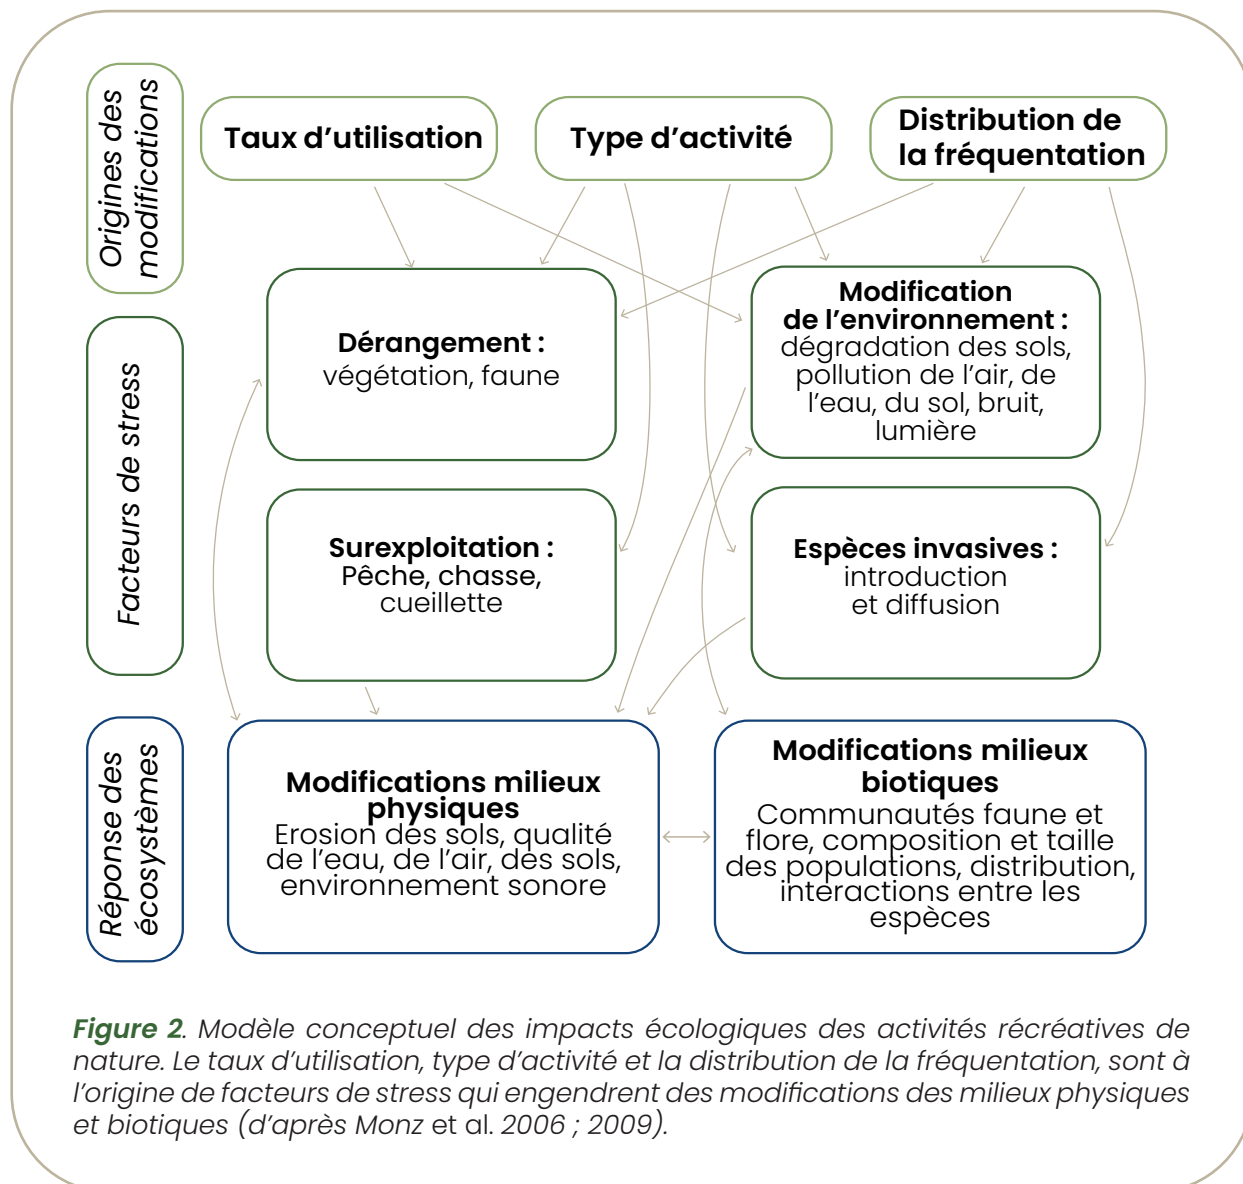 Origines des
modifications
Taux d'utilisation
Type d'activité
Distribution de
la fréquentation
Facteurs de stress
Dérangement :
végétation, faune
Modification
de l'environnement :
dégradation des sols,
pollution de l'air, de
l'eau, du sol, bruit,
lumière
Surexploitation :
Pêche, chasse,
cueillette
Espèces invasives :
introduction
et diffusion
Réponse des
écosystèmes
Modifications milieux
physiques
Erosion des sols, qualité
de l'eau, de l'air, des sols,
environnement sonore
Modifications milieux
biotiques
Communautés faune et
flore, composition et taille
des populations, distribution,
interactions entre les
espèces
Figure 2. Modèle conceptuel des impacts écologiques des activités récréatives de
nature. Le taux d'utilisation, type d'activité et la distribution de la fréquentation, sont à
l'origine de facteurs de stress qui engendrent des modifications des milieux physiques
et biotiques (d'après Monz et al. 2006 ; 2009).